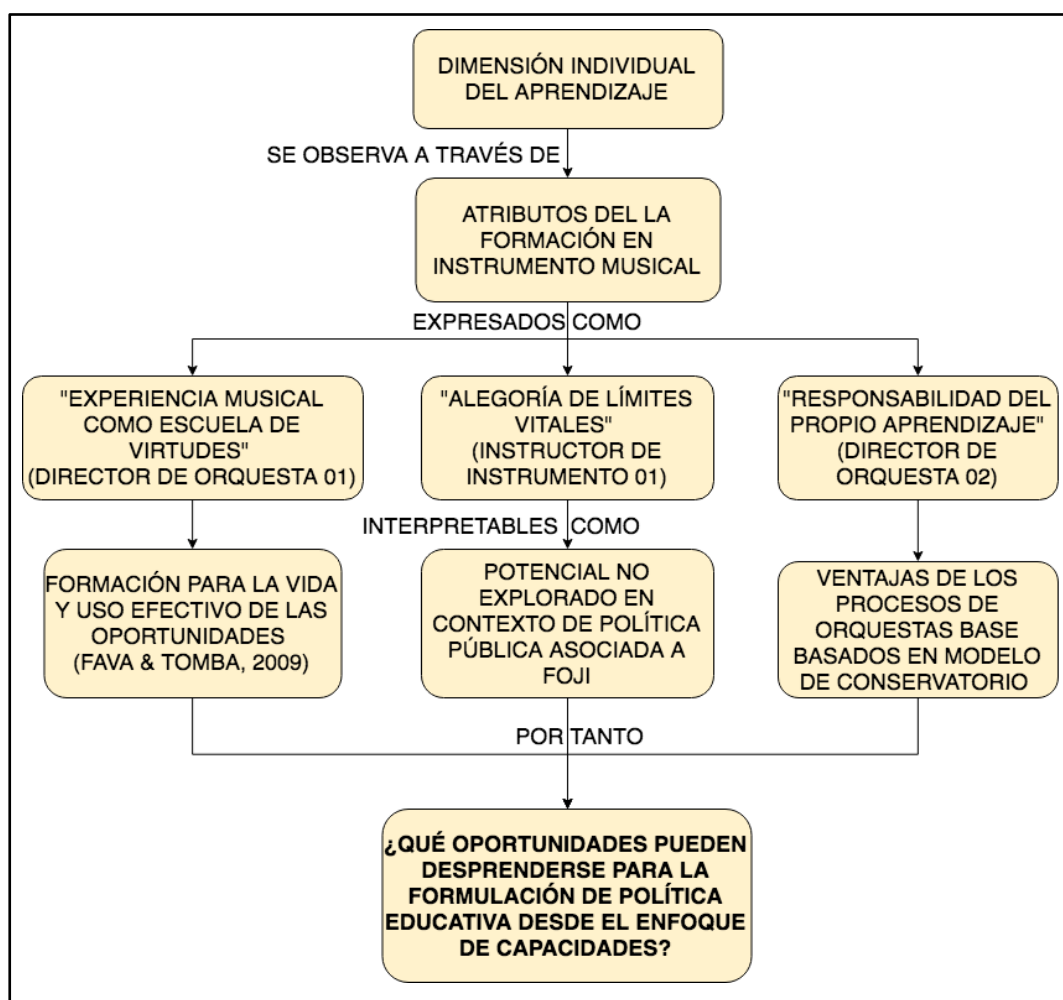 DIMENSIÓN INDIVIDUAL
DEL APRENDIZAJE
SE OBSERVA A TRAVÉS DE
ATRIBUTOS DEL LA
FORMACIÓN EN
INSTRUMENTO MUSICAL
EXPRESADOS COMO
"EXPERIENCIA MUSICAL
COMO ESCUELA DE
VIRTUDES"
(DIRECTOR DE ORQUESTA 01)
"ALEGORÍA DE LÍMITES
VITALES"
(INSTRUCTOR DE
INSTRUMENTO 01)
"RESPONSABILIDAD DEL
PROPIO APRENDIZAJE"
(DIRECTOR DE
ORQUESTA 02)
INTERPRETABLES COMO
FORMACIÓN PARA LA VIDA
Y USO EFECTIVO DE LAS
OPORTUNIDADES
(FAVA & TOMBA, 2009)
POTENCIAL NO
EXPLORADO EN
CONTEXTO DE POLÍTICA
PÚBLICA ASOCIADA A
FOJI
VENTAJAS DE LOS
PROCESOS DE
ORQUESTAS BASE
BASADOS EN MODELO
DE CONSERVATORIO
POR TANTO
¿QUÉ OPORTUNIDADES PUEDEN
DESPRENDERSE PARA LA
FORMULACIÓN DE POLÍTICA
EDUCATIVA DESDE EL ENFOQUE
DE CAPACIDADES?